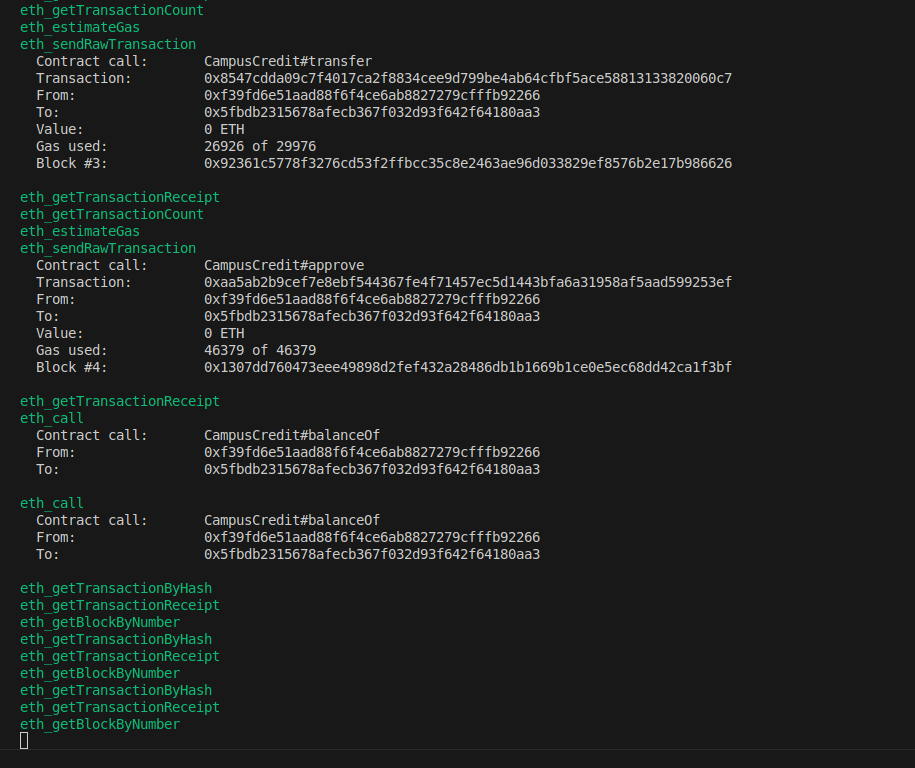 eth_getTransactionCount
eth_estimateGas
eth_sendRawTransaction
Contract call: CampusCredit#transfer
Transaction: 0x8547cdda09c7f4017ca2f8834cee9d799be4ab64cfbf5ace58813133820060c7
From: 0xf39fd6e51aad88f6f4ce6ab8827279cfffb92266
To: 0x5fbdb2315678afecb367f032d93f642f64180aa3
Value: 0 ETH
Gas used: 26926 of 29976
Block #3: 0x92361c5778f3276cd53f2ffbcc35c8e2463ae96d033829ef8576b2e17b986626
eth_getTransactionReceipt
eth_getTransactionCount
eth_estimateGas
eth_sendRawTransaction
Contract call: CampusCredit#approve
Transaction: 0xaa5ab2b9cef7e8ebf544367fe4f71457ec5d1443bfa6a31958af5aad599253ef
From: 0xf39fd6e51aad88f6f4ce6ab8827279cfffb92266
To: 0x5fbdb2315678afecb367f032d93f642f64180aa3
Value: 0 ETH
Gas used: 46379 of 46379
Block #4: 0x1307dd760473eee49898d2fef432a28486db1b1669b1ce0e5ec68dd42ca1f3bf
eth_getTransactionReceipt
eth_call
Contract call: CampusCredit#balanceOf
From: 0xf39fd6e51aad88f6f4ce6ab8827279cfffb92266
To: 0x5fbdb2315678afecb367f032d93f642f64180aa3
eth_call
Contract call: CampusCredit#balanceOf
From: 0xf39fd6e51aad88f6f4ce6ab8827279cfffb92266
To: 0x5fbdb2315678afecb367f032d93f642f64180aa3
eth_getTransactionByHash
eth_getTransactionReceipt
eth_getBlockByNumber
eth_getTransactionByHash
eth_getTransactionReceipt
eth_getBlockByNumber
eth_getTransactionByHash
eth_getTransactionReceipt
eth_getBlockByNumber